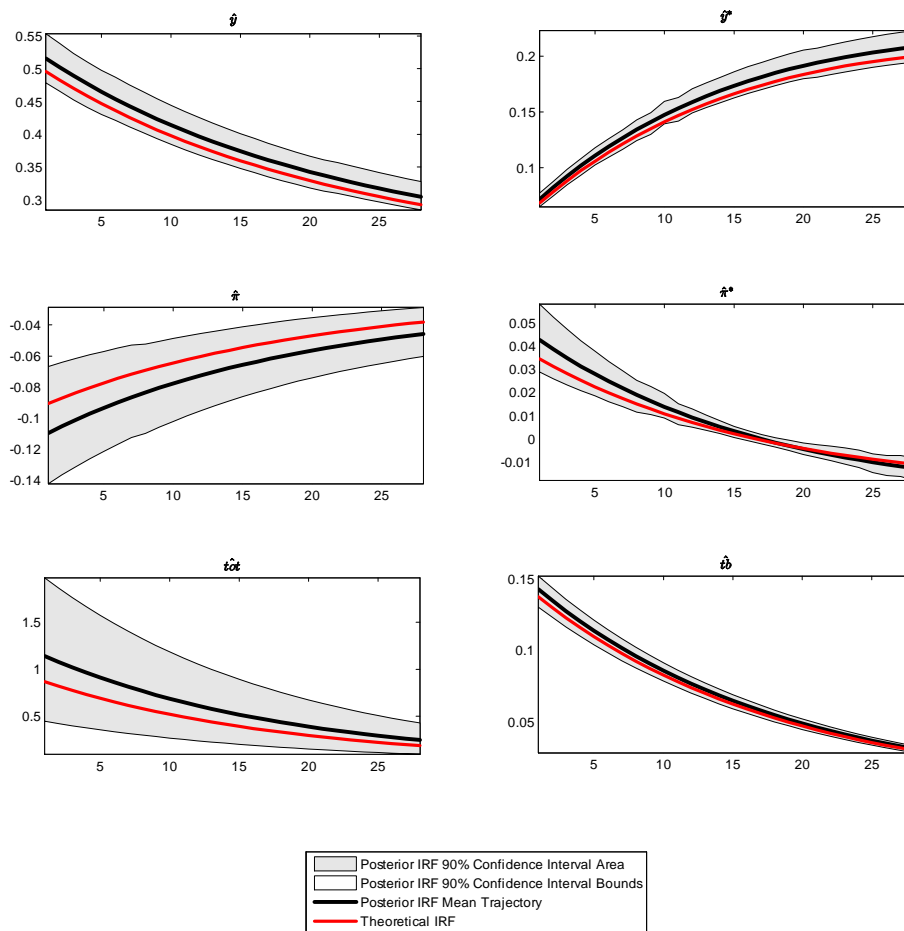 ŷ
0.55
0.5
0.45
0.4
0.35
0.3
5 10 15 20 25
ŷ*
0.2
0.15
0.1
5 10 15 20 25
π̂
-0.04
-0.06
-0.08
-0.1
-0.12
-0.14
5 10 15 20 25
π̂*
0.05
0.04
0.03
0.02
0.01
0
-0.01
5 10 15 20 25
tôt
1.5
1
0.5
5 10 15 20 25
t̂b
0.15
0.1
0.05
5 10 15 20 25
Posterior IRF 90% Confidence Interval Area
Posterior IRF 90% Confidence Interval Bounds
Posterior IRF Mean Trajectory
Theoretical IRF